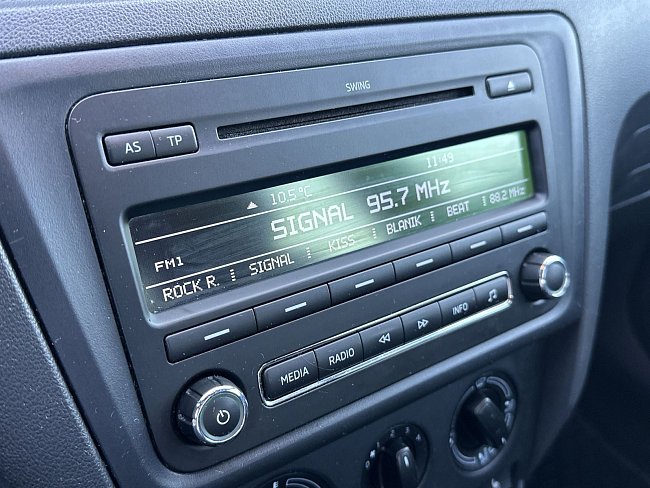 SWING
AS TP
10.5°C 11:49
SIGNAL 95.7 MHz
FM1
ROCK R. SIGNAL KISS BLANIK BEAT 88.2 MHz
MEDIA RADIO INFO